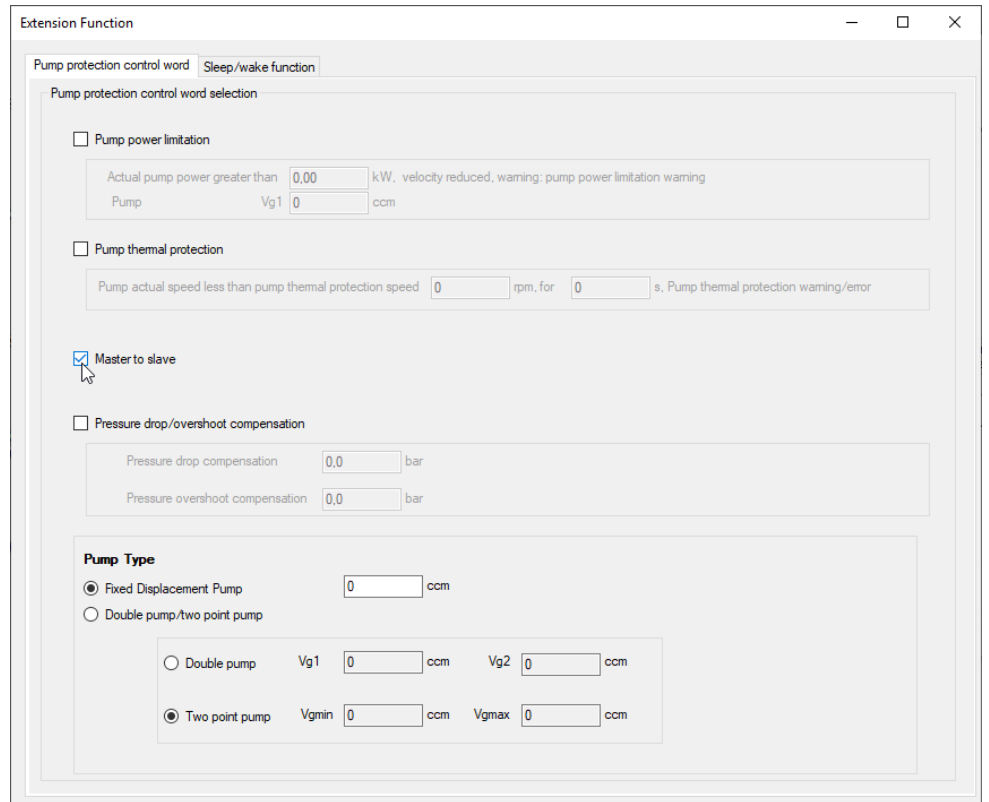 Extension Function
Pump protection control word Sleep/wake function
Pump protection control word selection
Pump power limitation
Actual pump power greater than 0,00 kW, velocity reduced, warning: pump power limitation warning
Pump Vg1 0 ccm
Pump thermal protection
Pump actual speed less than pump thermal protection speed 0 rpm, for 0 s, Pump thermal protection warning/error
Master to slave
Pressure drop/overshoot compensation
Pressure drop compensation 0,0 bar
Pressure overshoot compensation 0,0 bar
Pump Type
Fixed Displacement Pump 0 ccm
Double pump/two point pump
Double pump Vg1 0 ccm Vg2 0 ccm
Two point pump Vgmin 0 ccm Vgmax 0 ccm